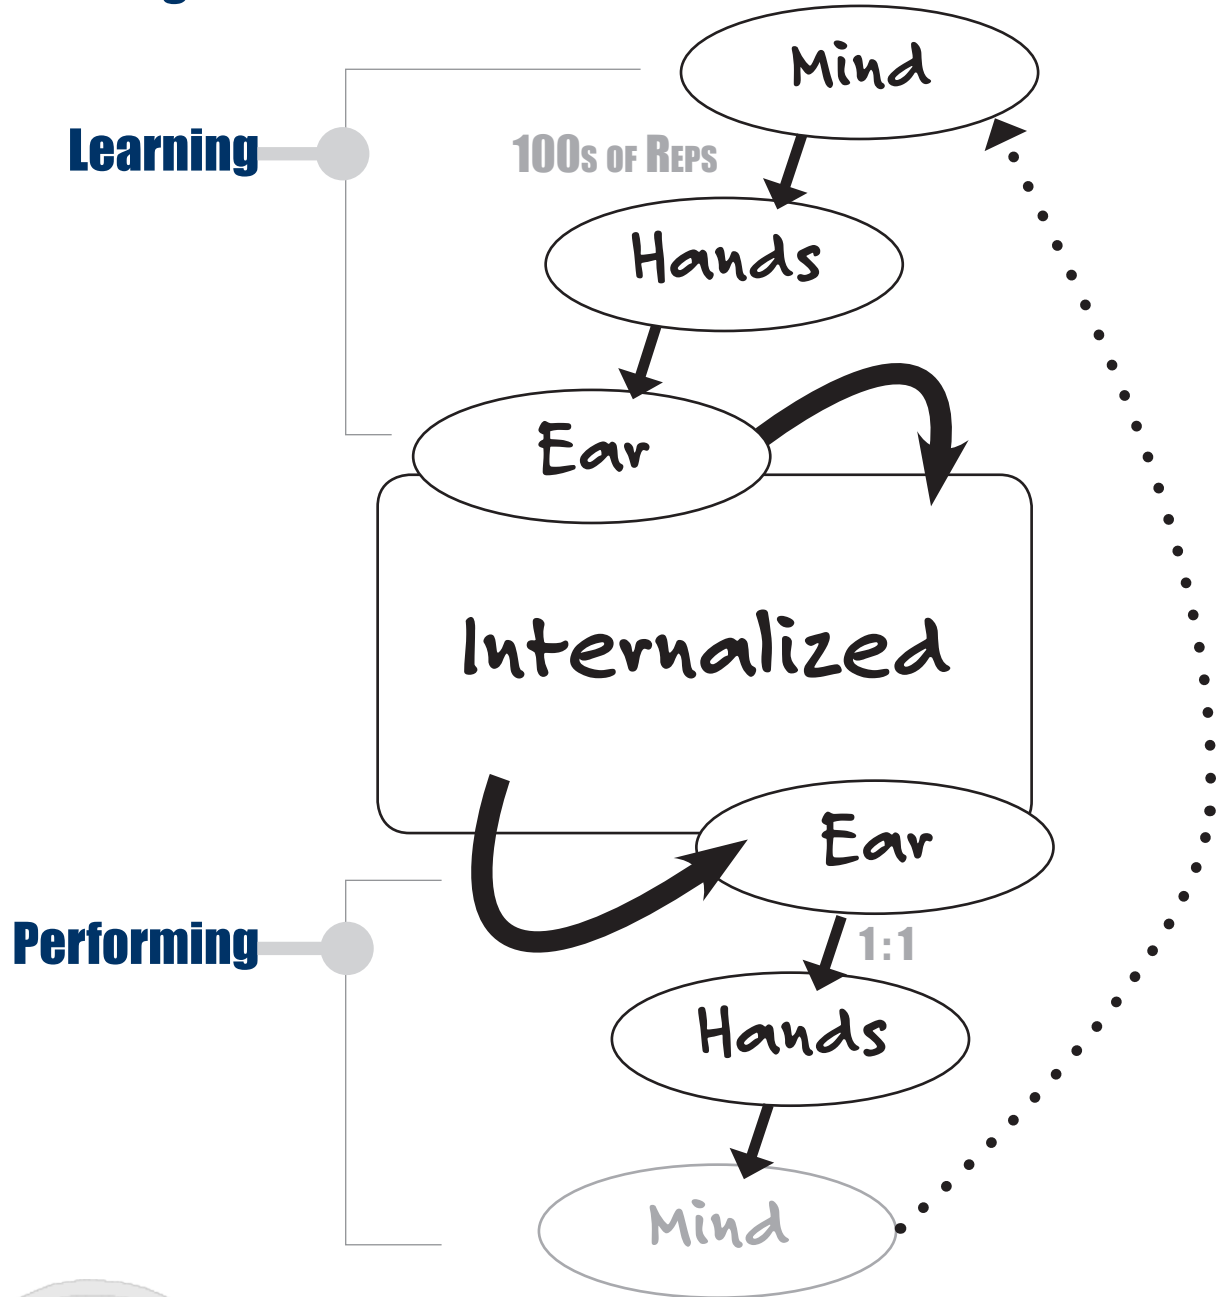 Mind
Learning
100s of Reps
Hands
Ear
Internalized
Ear
Performing
1:1
Hands
Mind